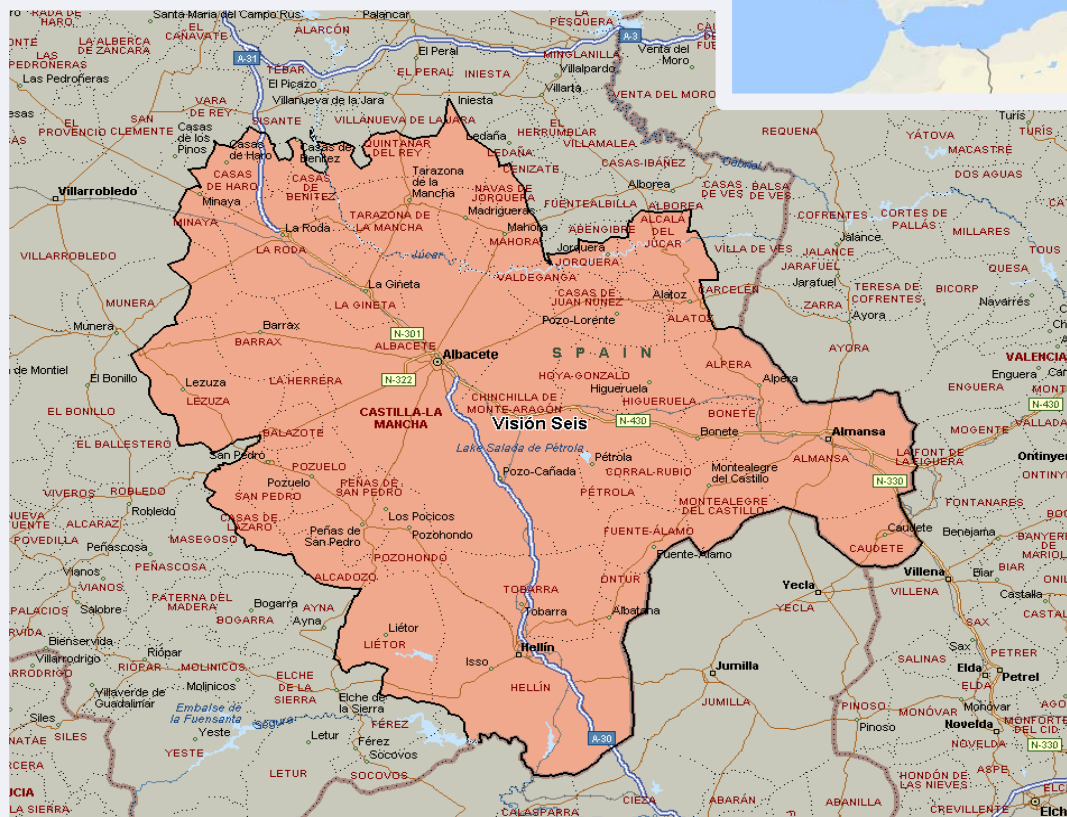 RADA DE
HARO
Santa María del Campo Rus
EL
CAÑAVATE
Palancar
LA
PESQUERA
A-3
A-31
LA ALBERCA
DE ZÁNCARA
LAS
PEDROÑERAS
Las Pedroñeras
ALARCÓN
TÉBAR
El Picazo
El Peral
EL PERAL
INIESTA
MINGLANILLA
Villalpardo
Venta del
Moro
Villanueva de la Jara
Iniesta
Villarta
VENTA DEL MORO
VARA
DE REY
SISANTE
VILLANUEVA DE LA JARA
EL
PROVENCIO
SAN
CLEMENTE
Casas
de los
Pinos
Casas
de Haro
Casas de
Benitez
QUINTANAR
DEL REY
Ledaña
LEDAÑA
EL
HERRUMBLAR
VILLAMALEA
CENIZATE
REQUENA
Turís
TURÍS
YÁTOVA
MACASTRE
DOS AGUAS
CASAS-IBÁÑEZ
Cabriel
Villarrobledo
CASAS
DE HARO
CASAS
DE
BENÍTEZ
Tarazona
de la
Mancha
NAVAS DE
JORQUERA
Alborea
CASAS
DE VES
BALSA
DE VES
Minaya
MINAYA
TARAZONA DE
LA MANCHA
Madrigueras
FUENTEALBILLA
ALBOREA
COFRENTES
CORTES DE
PALLÁS
La Roda
LA RODA
Mahora
MAHORA
ABENGIBRE
ALCALÁ
DEL
JÚCAR
MILLARES
VILLARROBLEDO
Júcar
Jorquera
JORQUERA
VILLA DE VES
Jalance
JALANCE
TOUS
VALDEGANGA
JARAFUEL
Jarafuel
QUESA
MUNERA
La Gineta
LA GINETA
CASAS DE
JUAN NÚÑEZ
Alatoz
ALATOZ
CARCELÉN
TERESA DE
COFRENTES
BICORP
ZARRA
Navarrés
Munera
Barrax
BARRAX
N-301
Pozo-Lorente
Ayora
AYORA
ALBACETE
Albacete
SPAIN
VALENCIA
El Bonillo
Lezuza
LEZUZA
LA HERRERA
N-322
HOYA-GONZALO
Higueruela
HIGUERUELA
ALPERA
Alpera
Enguera
ENGUERA
EL BONILLO
CASTILLA-LA
MANCHA
CHINCHILLA DE
MONTE-ARAGÓN
BONETE
N-430
N-430
Visión Seis
MOGENTE
EL BALLESTERO
BALAZOTE
Lake Salada de Pétrola
Bonete
Almansa
San Pedro
POZUELO
Pétrola
CORRAL-RUBIO
ALMANSA
LA FONT DE
LA FIGUERA
VIVEROS
ROBLEDO
SAN PEDRO
Pozuelo
PEÑAS DE
SAN PEDRO
Pozo-Cañada
PÉTROLA
Montealegre
del Castillo
MONTEALEGRE
DEL CASTILLO
N-330
FONTANARES
Robledo
CASAS DE
LÁZARO
Los Pocicos
ALCARAZ
POVEDILLA
MASEGOSO
Peñas de
San Pedro
Pozohondo
POZOHONDO
FUENTE-ÁLAMO
Fuente-Álamo
Caudete
CAUDETE
Benejama
Peñascosa
PEÑASCOSA
Vianos
VIANOS
ALCADOZO
ONTUR
Yecla
YECLA
Villena
VILLENA
Biar
BIAR
Salobre
PATERNA DEL
MADERA
Bogarra
BOGARRA
AYNA
Ayna
TOBARRA
Tobarra
Albatana
Castalla
SAX
Sax
Bienservida
Villarrodrigo
Riópar
RIÓPAR
Liétor
LIÉTOR
Hellín
HELLÍN
Isso
Jumilla
JUMILLA
SALINAS
PETRER
Elda
ELDA
Petrel
MOLINICOS
Molinicos
ELCHE
DE LA
SIERRA
Elche de
la Sierra
Villaverde de
Guadalimar
Embalse de
la Fuensanta
Segura
FÉREZ
PINOSO
Pinoso
MONÓVAR
Monóvar
Novelda
NOVELDA
MONFORTE
DEL CID
Siles
SILES
Yeste
YESTE
Letur
LETUR
Férez
Socovos
SOCOVOS
A-30
N-330
ASPE
HONDÓN DE
LAS NIEVES
CALASPARRA
CIEZA
ABARÁN
ABANILLA
CREVILLENTE
Elch